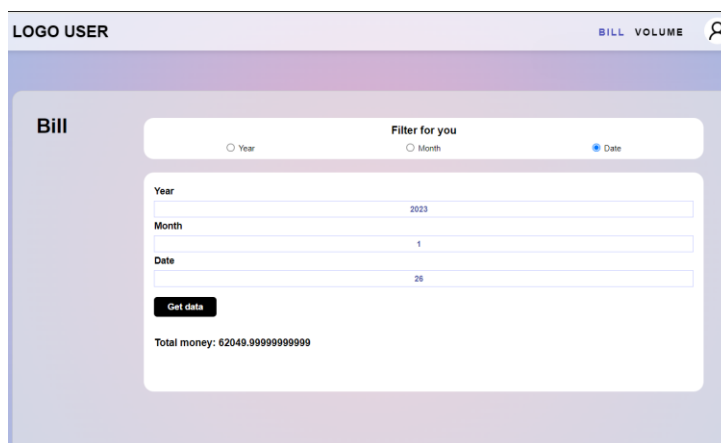 LOGO USER
BILL VOLUME
Bill
Filter for you
Year Month Date
Year
2023
Month
1
Date
26
Get data
Total money: 62049.99999999999